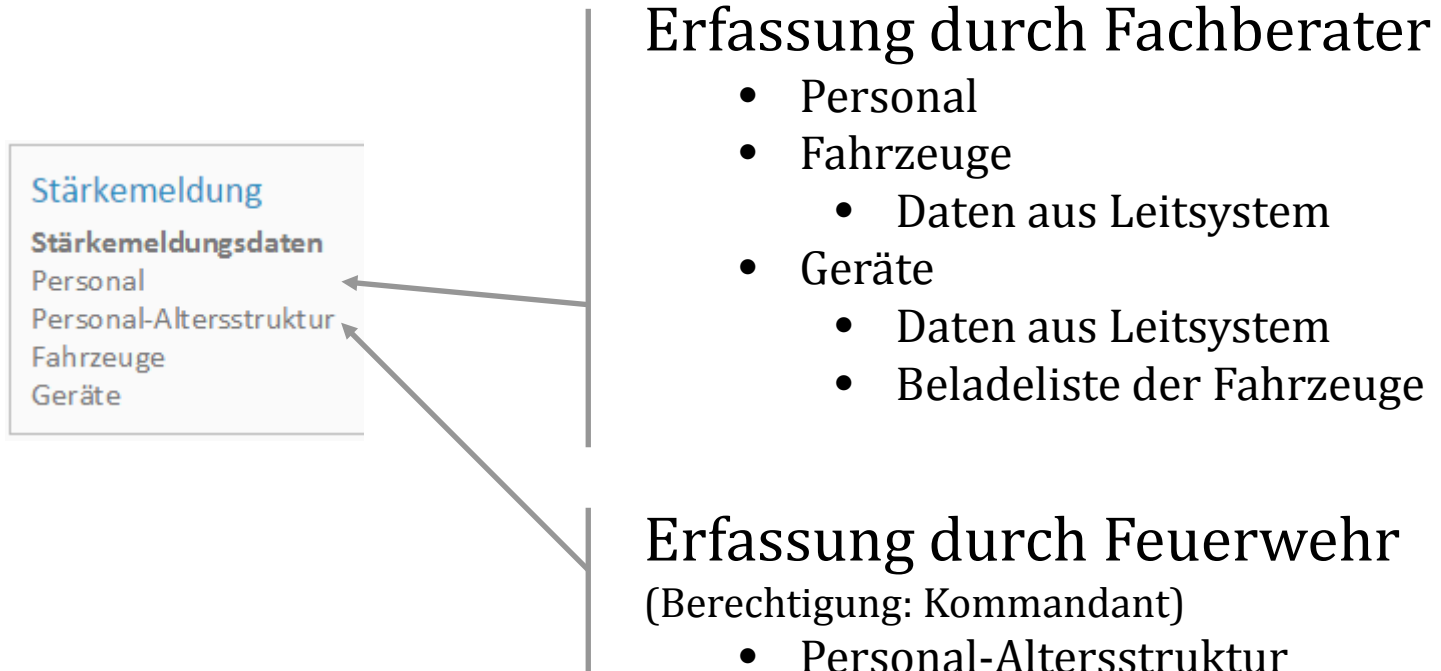 Stärkemeldung
Stärkemeldungsdaten
Personal
Personal-Altersstruktur
Fahrzeuge
Geräte
Erfassung durch Fachberater
• Personal
• Fahrzeuge
• Daten aus Leitsystem
• Geräte
• Daten aus Leitsystem
• Beladeliste der Fahrzeuge
Erfassung durch Feuerwehr
(Berechtigung: Kommandant)
• Personal-Altersstruktur